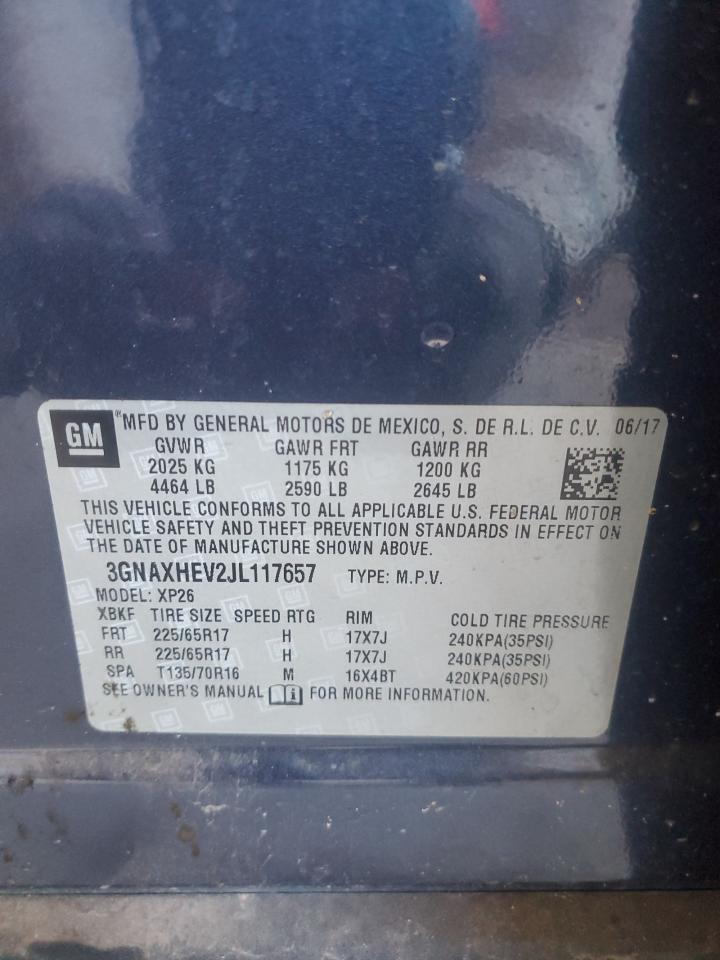 GM ® MFD BY GENERAL MOTORS DE MEXICO, S. DE R.L. DE C.V. 06/17
GVWR GAWR FRT GAWR RR
2025 KG 1175 KG 1200 KG
4464 LB 2590 LB 2645 LB
THIS VEHICLE CONFORMS TO ALL APPLICABLE U.S. FEDERAL MOTOR
VEHICLE SAFETY AND THEFT PREVENTION STANDARDS IN EFFECT ON
THE DATE OF MANUFACTURE SHOWN ABOVE.
3GNAXHEV2JL117657 TYPE: M.P.V.
MODEL: XP26
XBKF TIRE SIZE SPEED RTG RIM COLD TIRE PRESSURE
FRT 225/65R17 H 17X7J 240KPA(35PSI)
RR 225/65R17 H 17X7J 240KPA(35PSI)
SPA T135/70R16 M 16X4BT 420KPA(60PSI)
SEE OWNER'S MANUAL i FOR MORE INFORMATION.